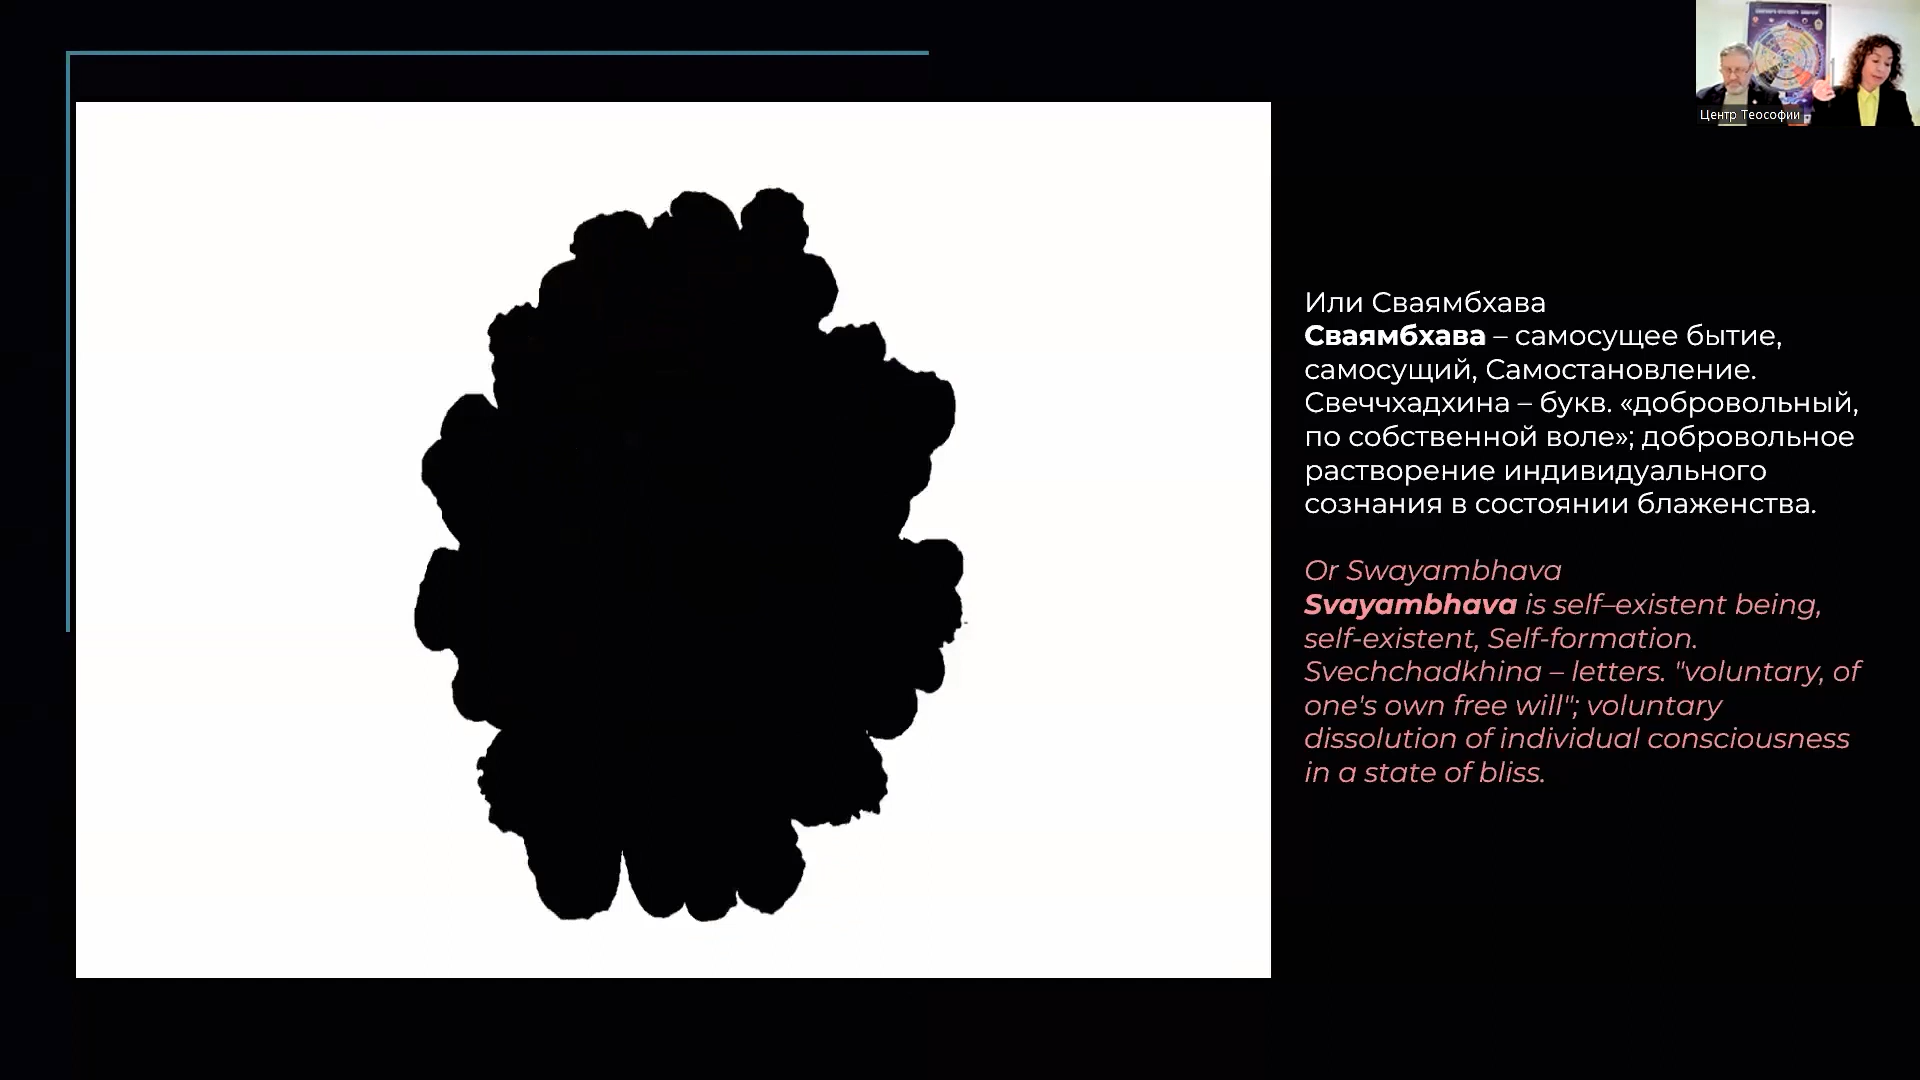 Центр Теософии
Или Сваямбхава
Сваямбхава – самосущее бытие,
самосущий, Самостановление.
Свеччхадхина – букв. «добровольный,
по собственной воле»; добровольное
растворение индивидуального
сознания в состоянии блаженства.
Or Swayambhava
Svayambhava is self–existent being,
self-existent, Self-formation.
Svechchadkhina – letters. "voluntary, of
one's own free will"; voluntary
dissolution of individual consciousness
in a state of bliss.